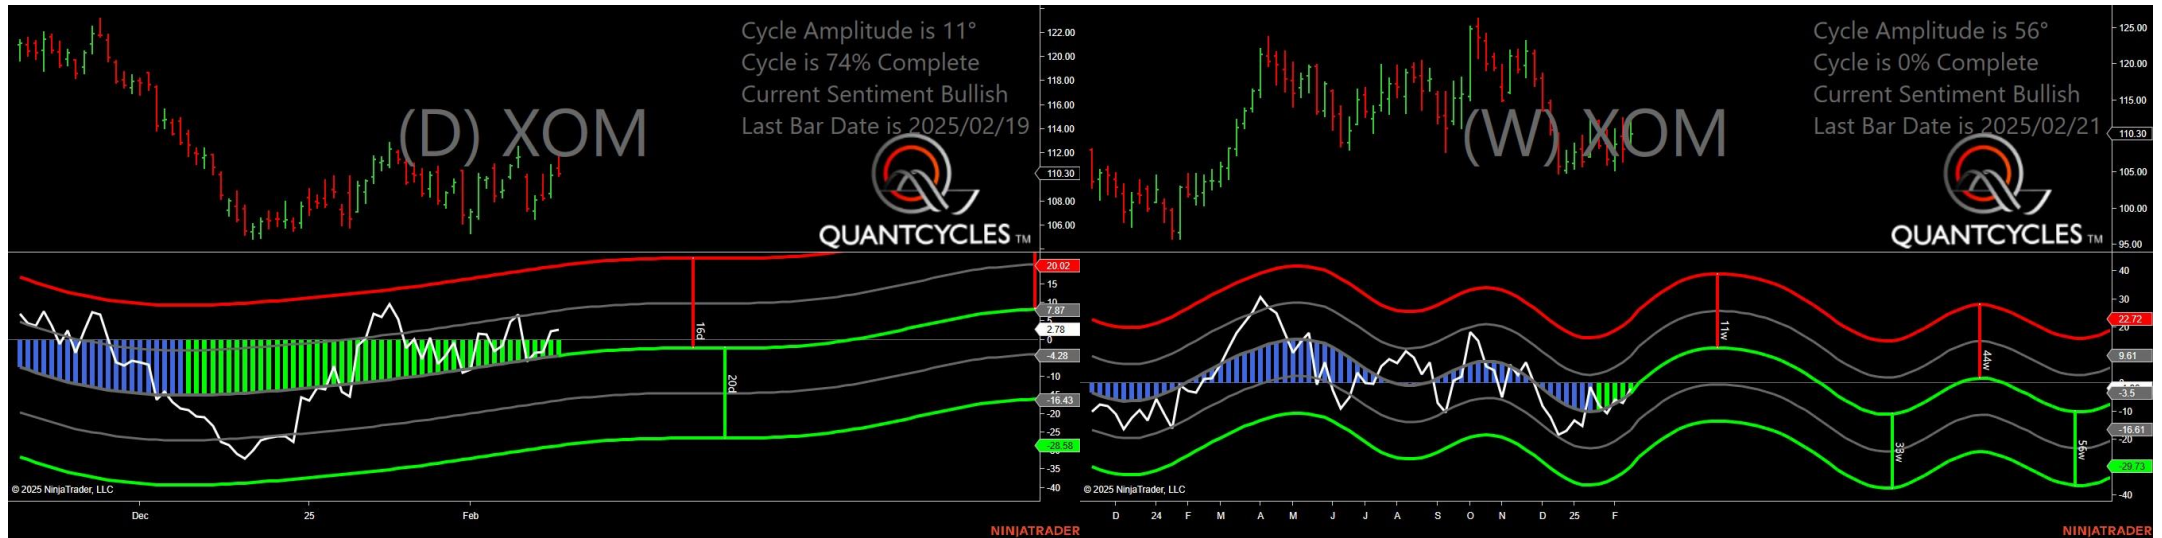 Cycle Amplitude is 11°
Cycle is 74% Complete
Current Sentiment Bullish
Last Bar Date is 2025/02/19
(D) XOM
QUANTCYCLES TM
122.00
120.00
118.00
116.00
114.00
112.00
110.30
108.00
106.00
20.02
15
10
7.87
5
2.78
0
-4.28
-10
-16.43
-20
-25
-28.58
-35
-40
16d
20d
© 2025 NinjaTrader, LLC
Dec
25
Feb
NINJATRADER
Cycle Amplitude is 56°
Cycle is 0% Complete
Current Sentiment Bullish
Last Bar Date is 2025/02/21
(W) XOM
QUANTCYCLES TM
125.00
120.00
115.00
110.30
105.00
100.00
95.00
40
30
22.72
20
9.61
-3.5
-10
-16.61
-20
-29.73
-40
11w
44w
33w
56w
© 2025 NinjaTrader, LLC
D 24 F M A M J J A S O N D 25 F
NINJATRADER